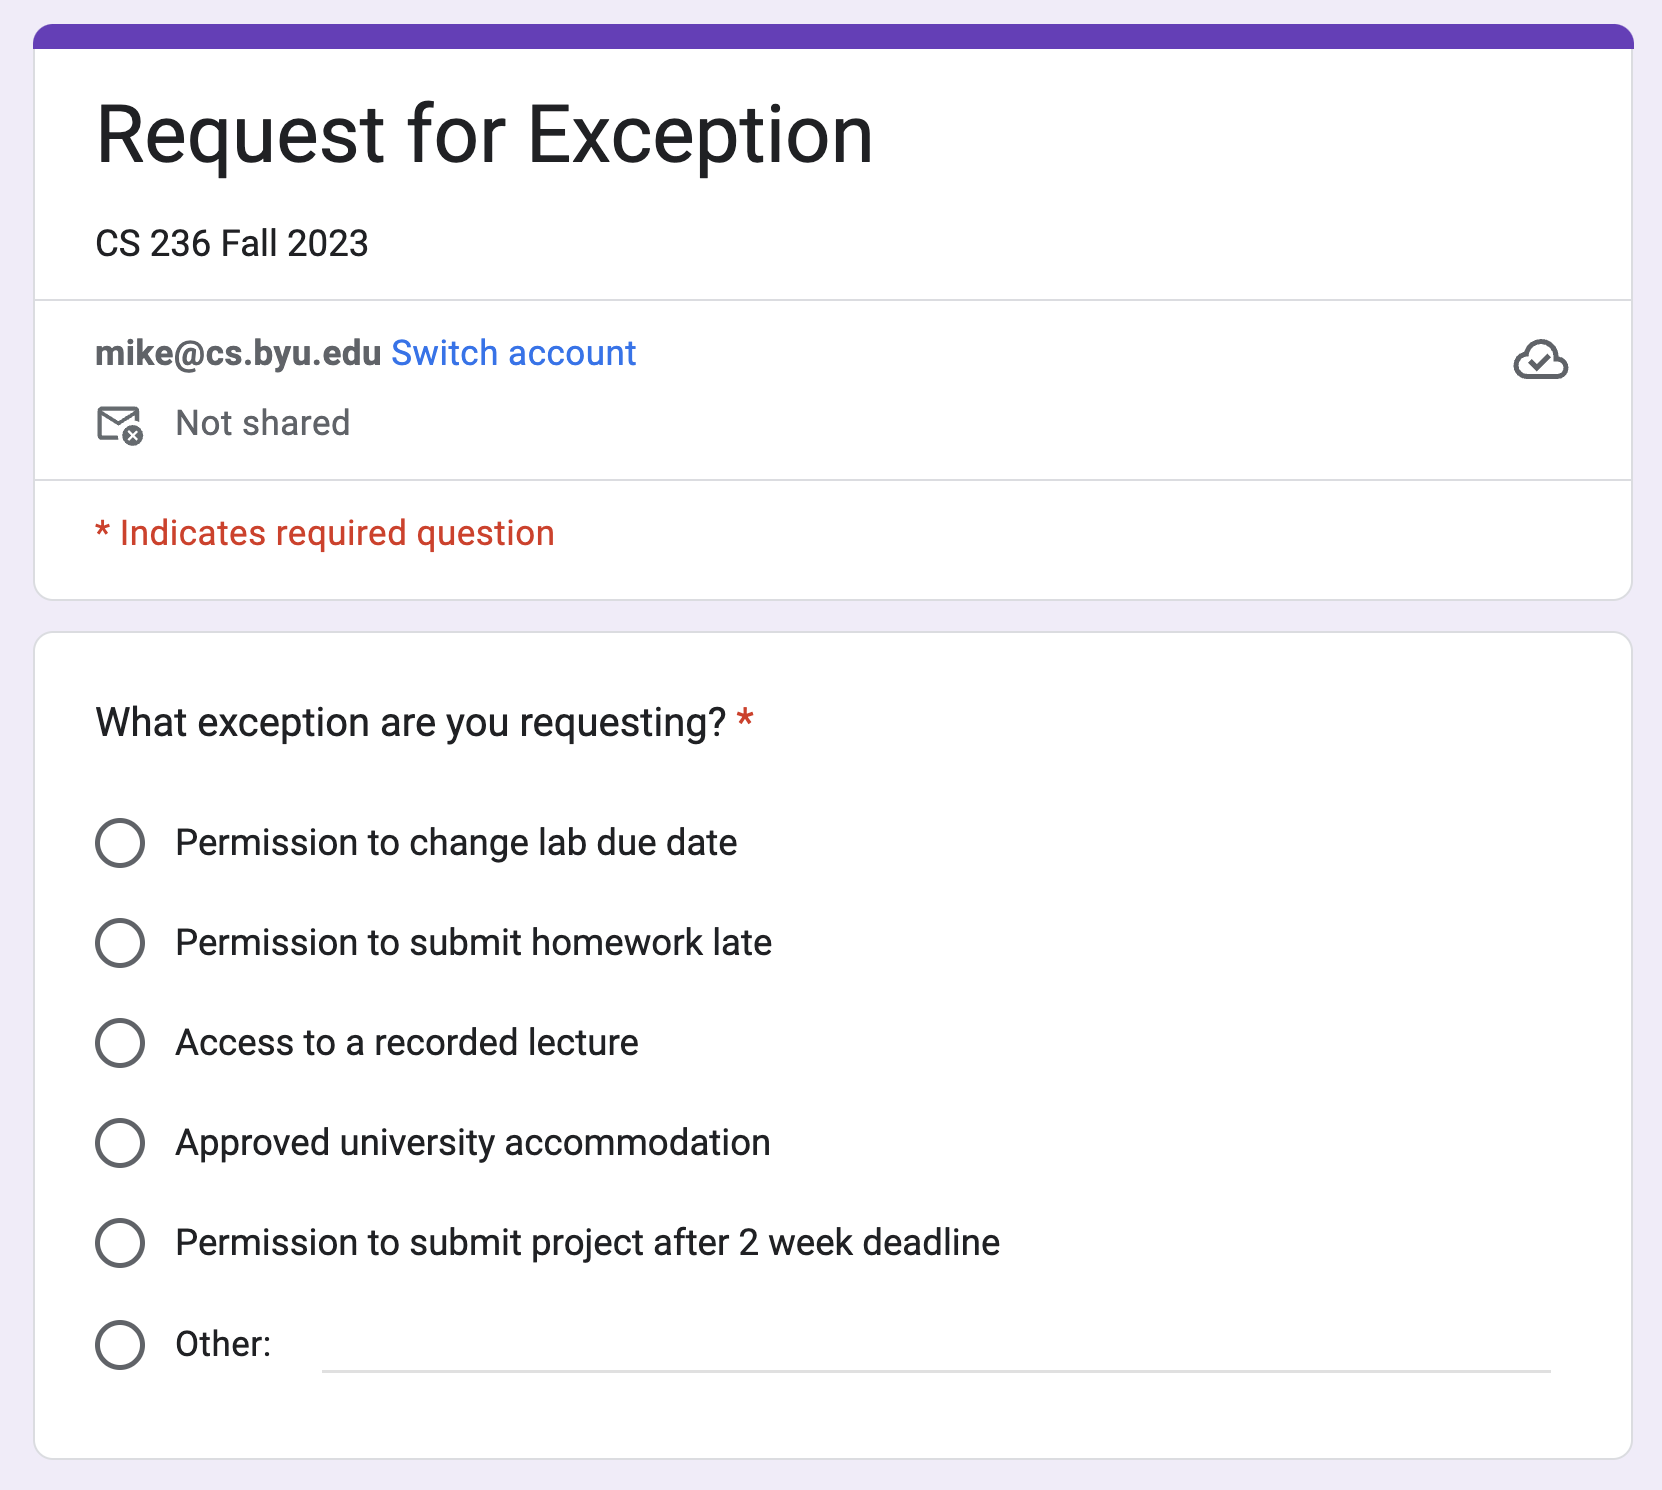 Request for Exception
CS 236 Fall 2023
mike@cs.byu.edu Switch account
Not shared
* Indicates required question
What exception are you requesting? *
Permission to change lab due date
Permission to submit homework late
Access to a recorded lecture
Approved university accommodation
Permission to submit project after 2 week deadline
Other: